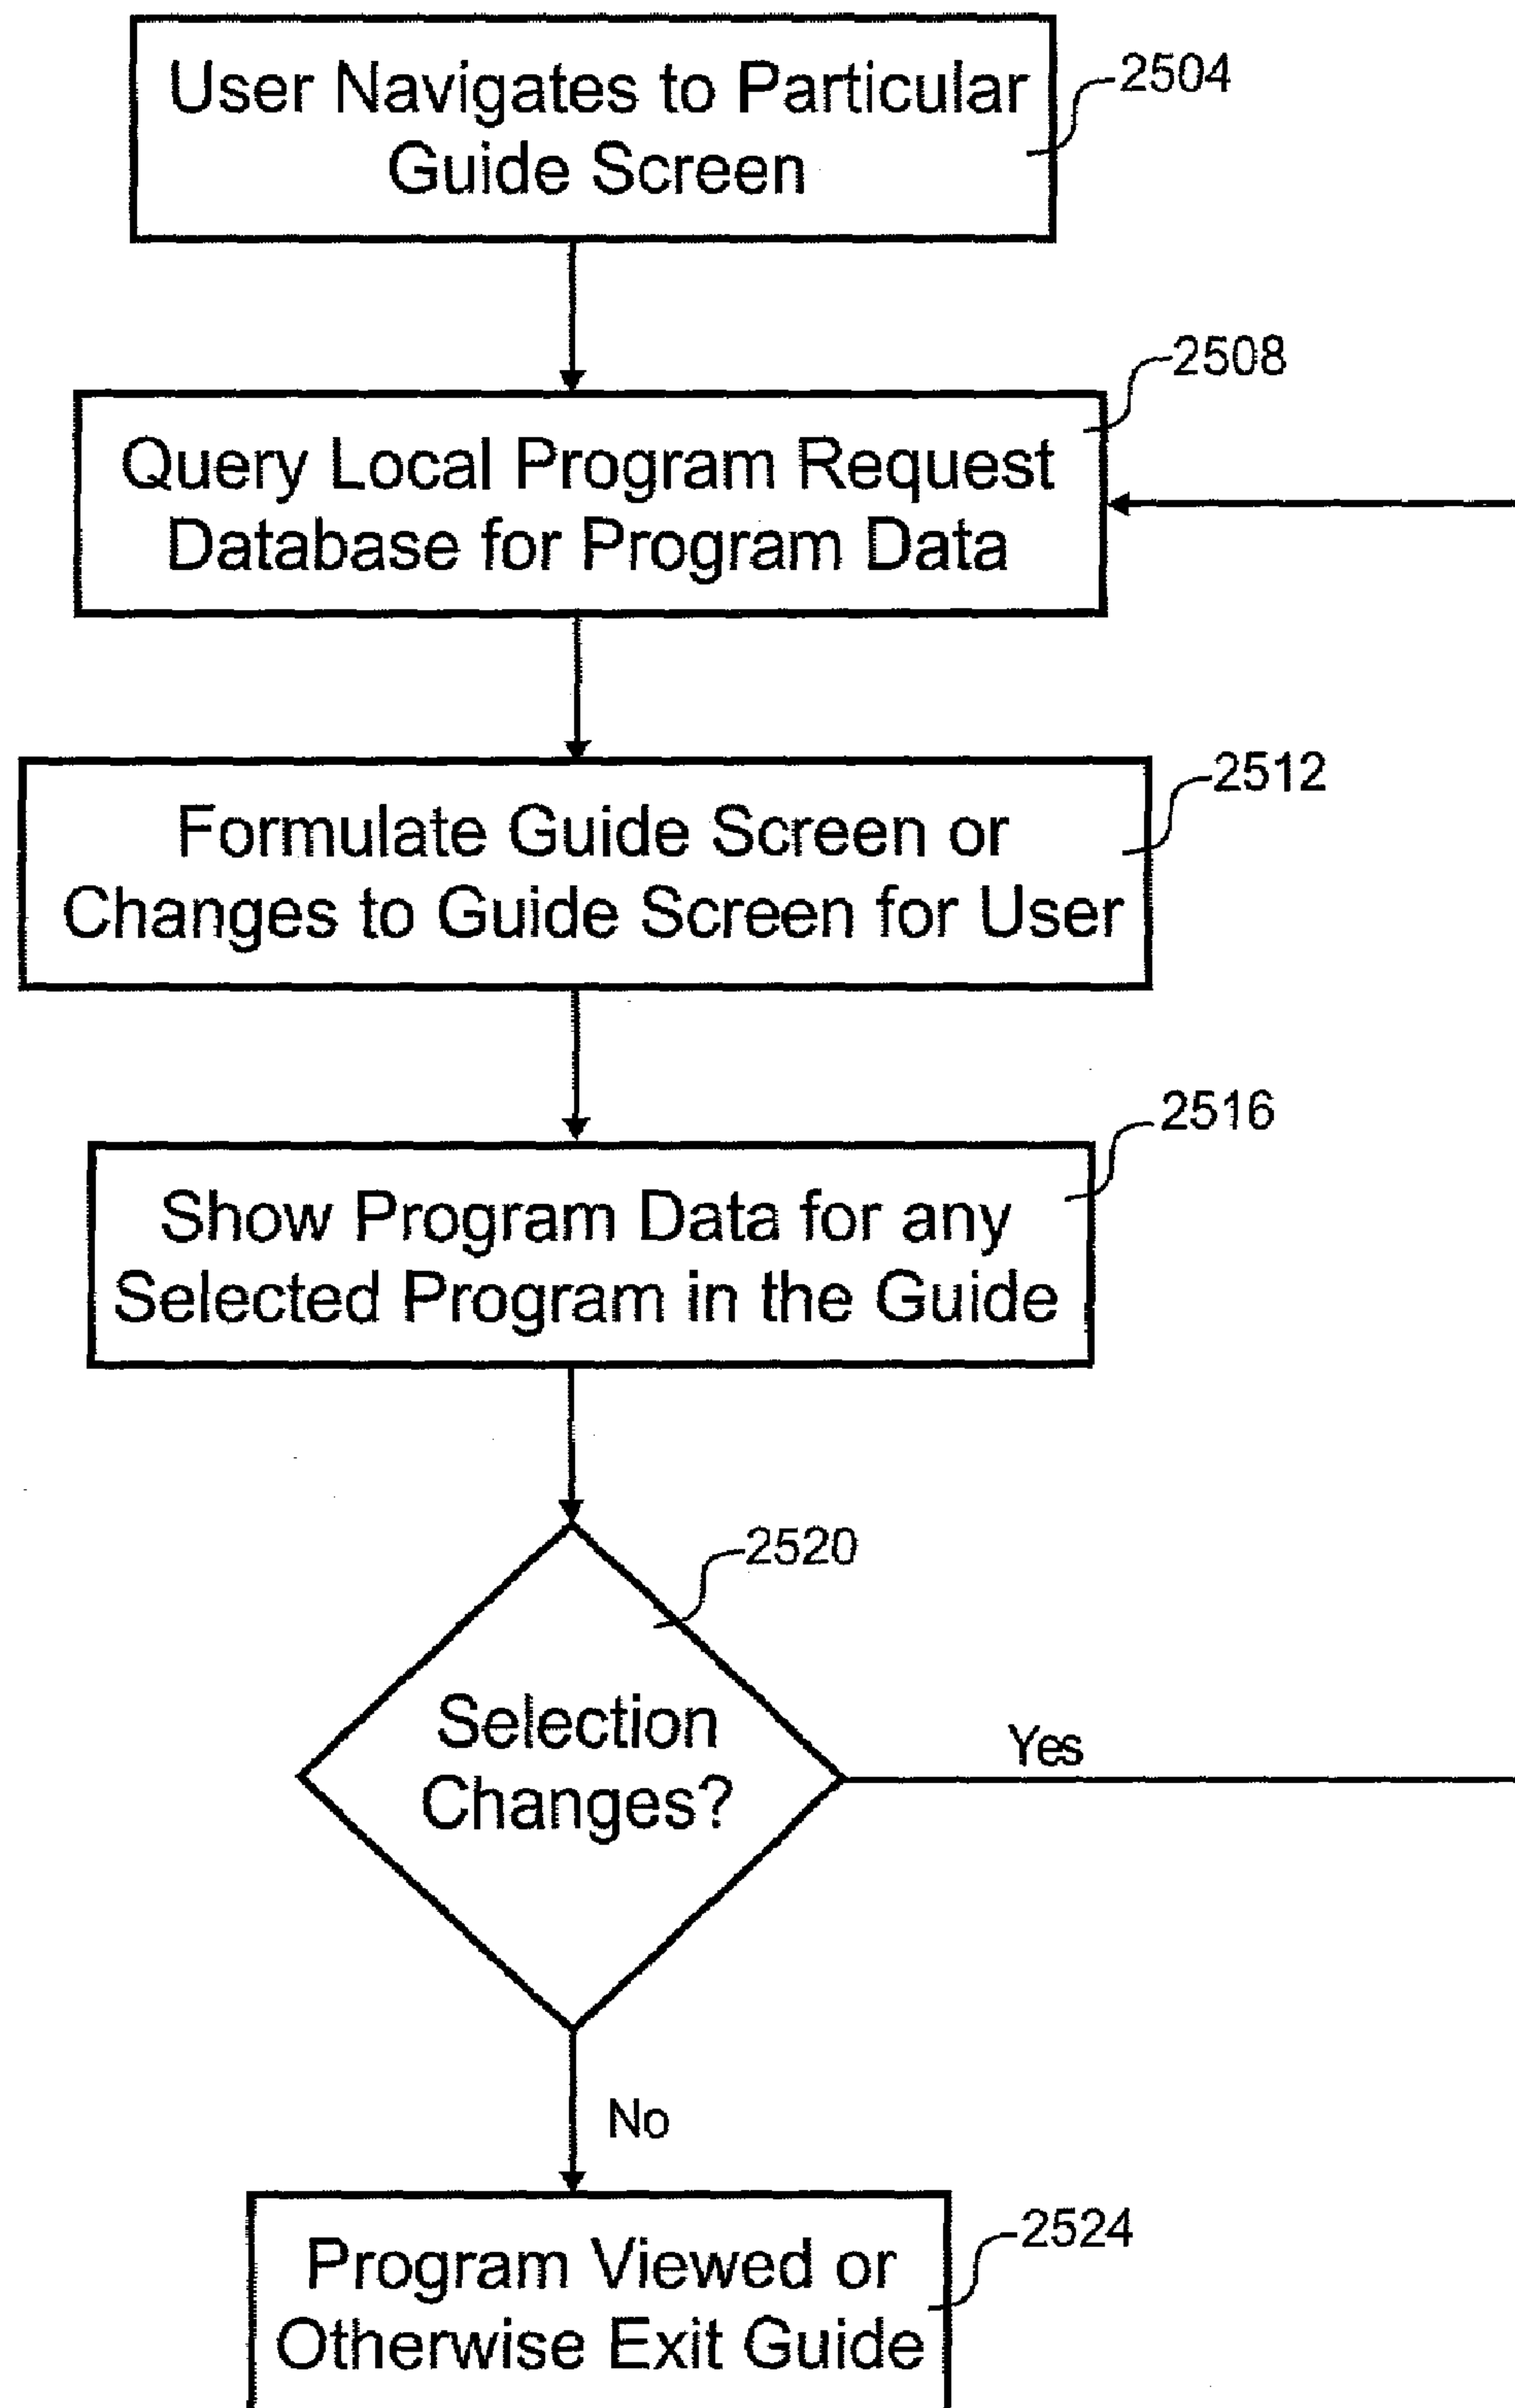 User Navigates to Particular
Guide Screen
2504
2508
Query Local Program Request
Database for Program Data
2512
Formulate Guide Screen or
Changes to Guide Screen for User
2516
Show Program Data for any
Selected Program in the Guide
2520
Selection
Changes?
Yes
No
2524
Program Viewed or
Otherwise Exit Guide